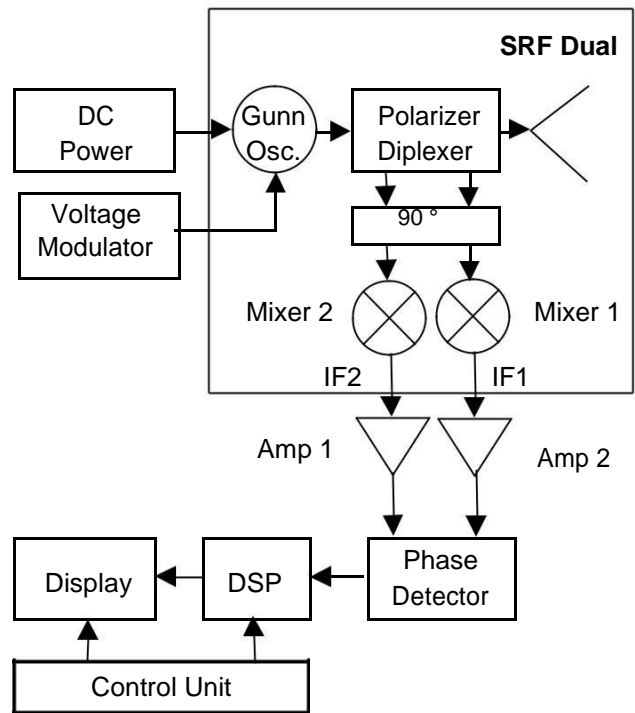 SRF Dual
DC
Power
Gunn
Osc.
Polarizer
Diplexer
Voltage
Modulator
90 °
Mixer 2
Mixer 1
IF2
IF1
Amp 1
Amp 2
Display
DSP
Phase
Detector
Control Unit